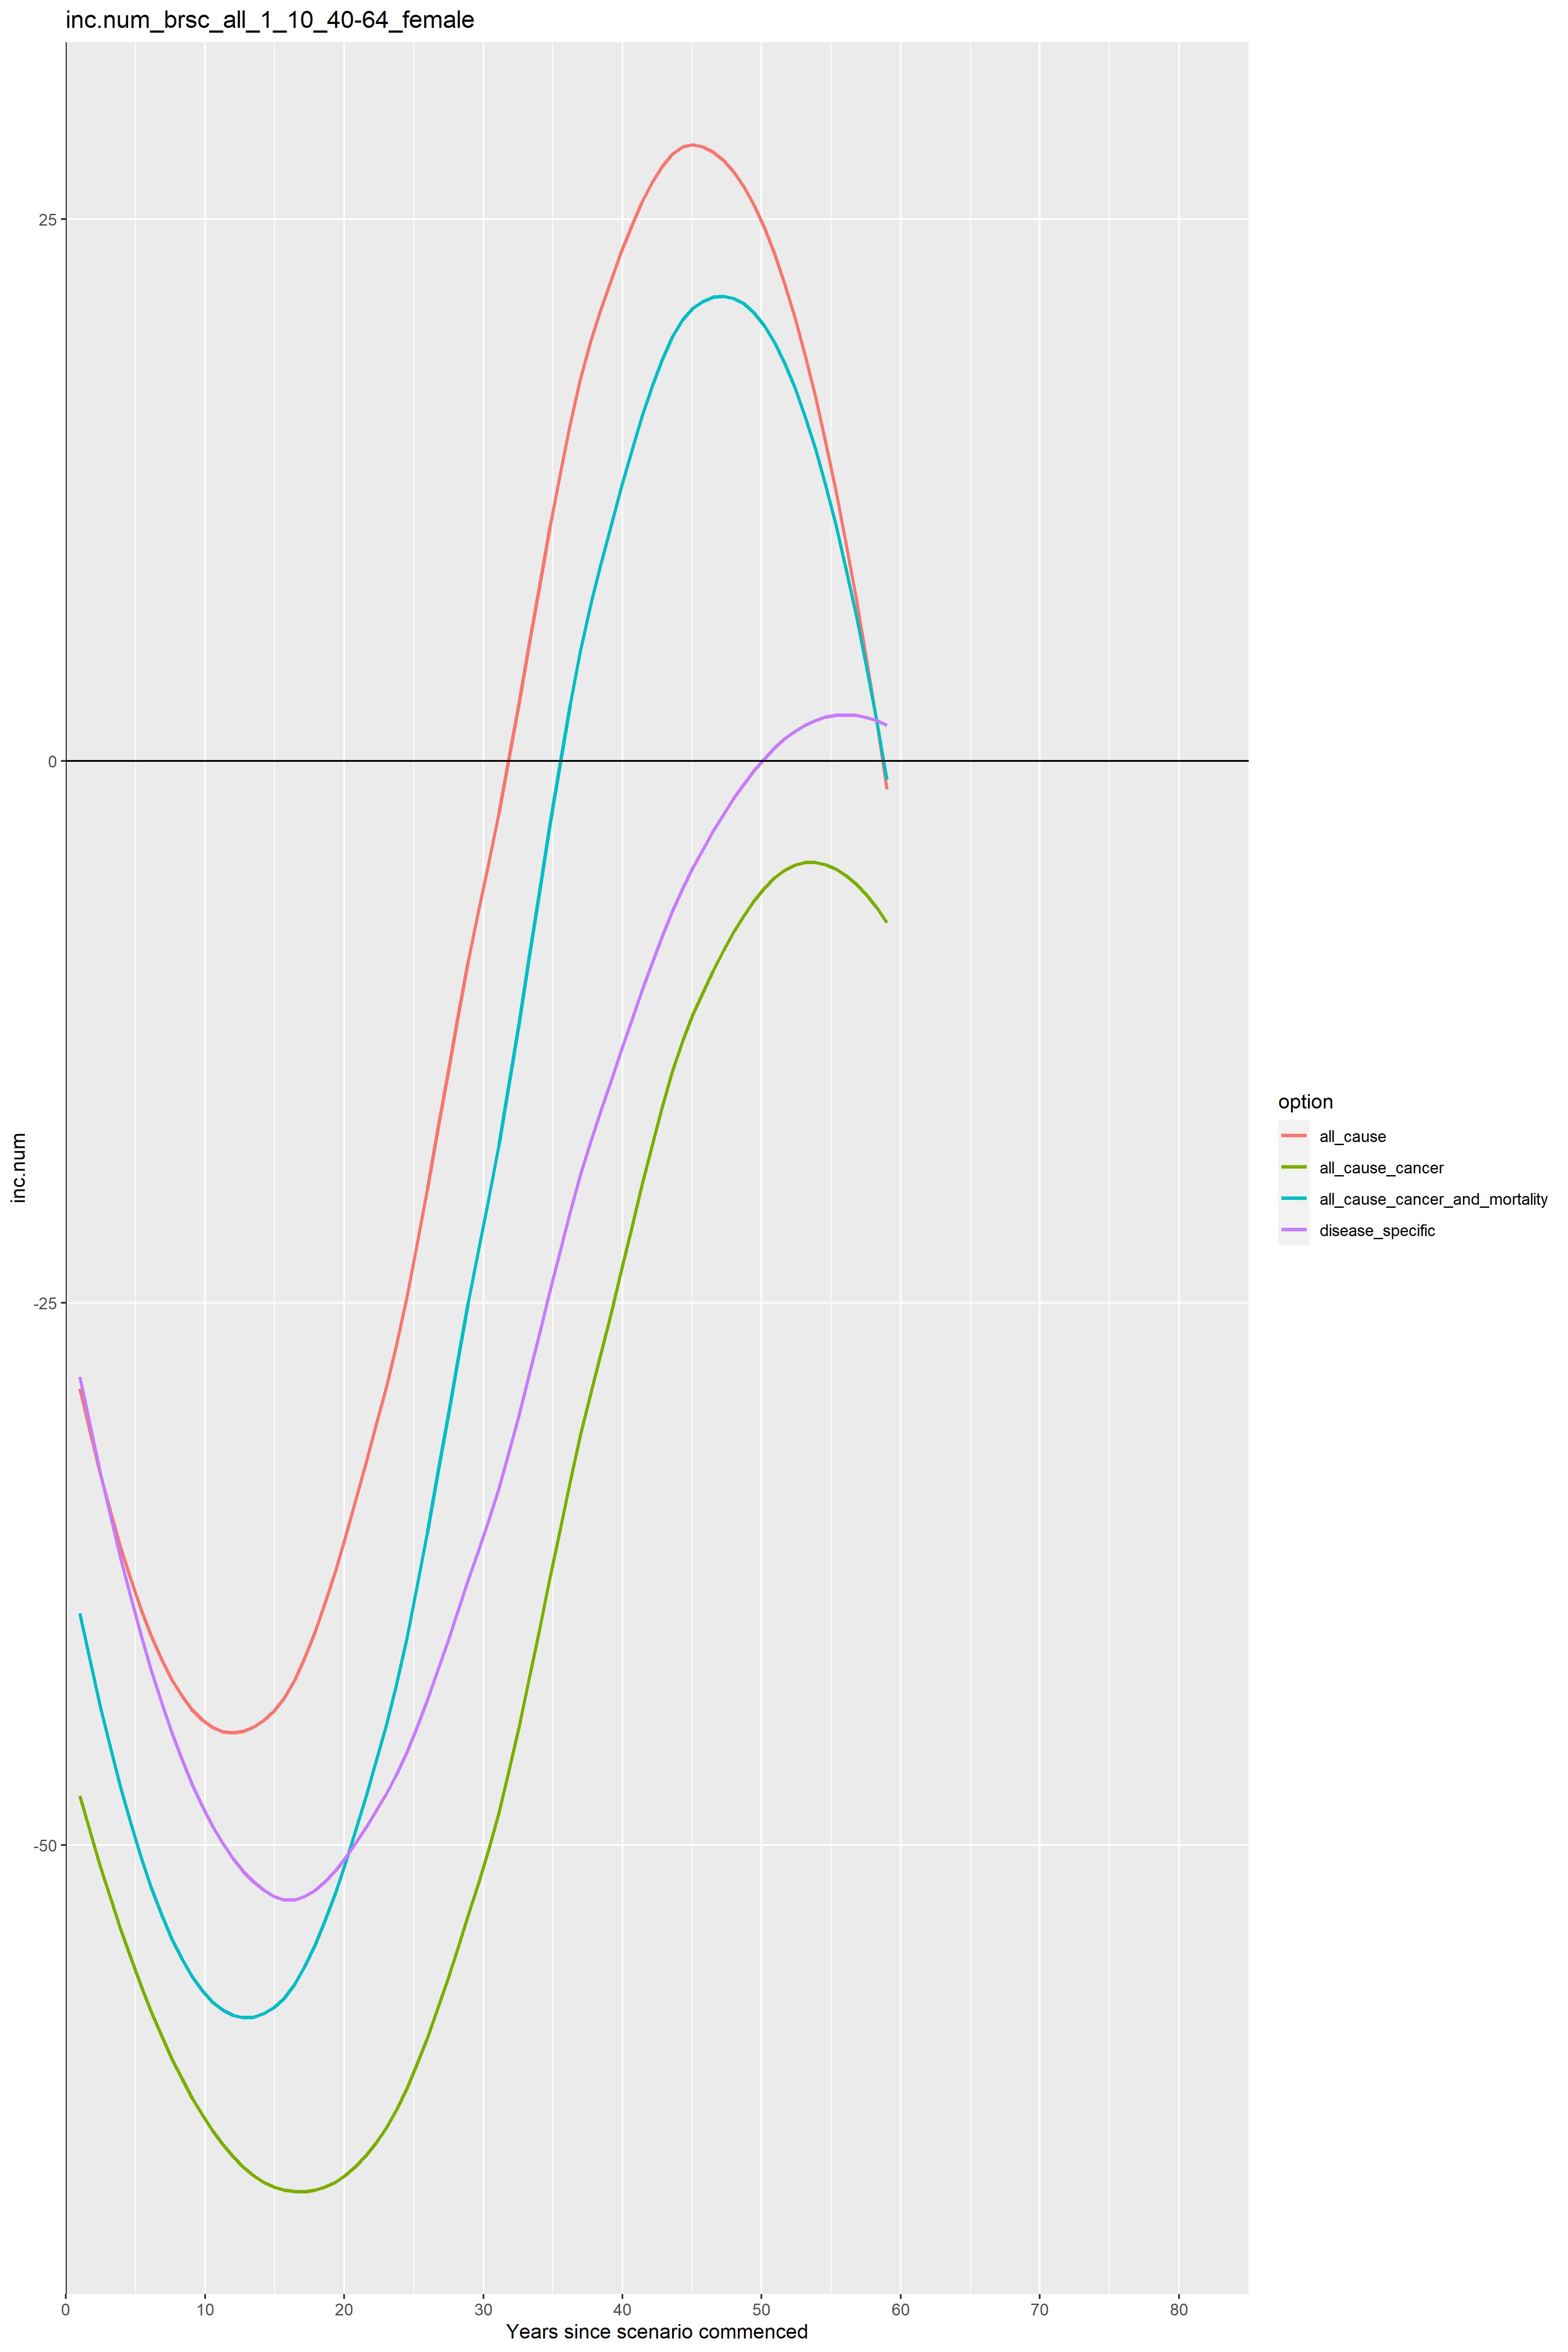 inc.num_brsc_all_1_10_40-64_female
25
0
-25
-50
inc.num
0 10 20 30 40 50 60 70 80
Years since scenario commenced
option
all_cause
all_cause_cancer
all_cause_cancer_and_mortality
disease_specific